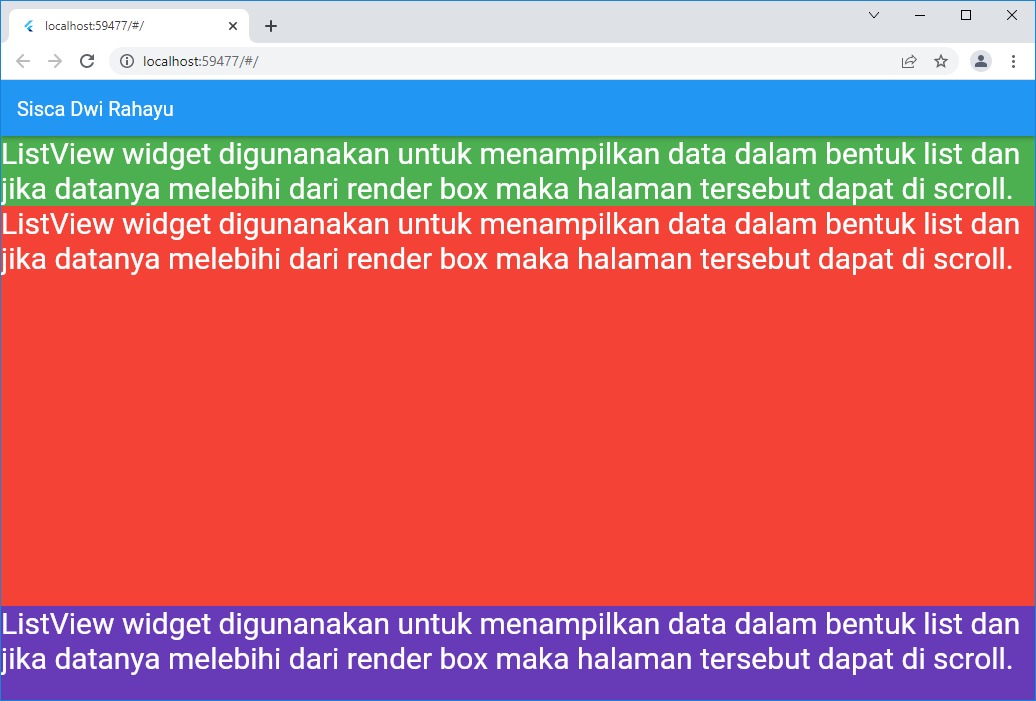 localhost:59477/#/
localhost:59477/#/
Sisca Dwi Rahayu
ListView widget digunanakan untuk menampilkan data dalam bentuk list dan
jika datanya melebihi dari render box maka halaman tersebut dapat di scroll.
ListView widget digunanakan untuk menampilkan data dalam bentuk list dan
jika datanya melebihi dari render box maka halaman tersebut dapat di scroll.
ListView widget digunanakan untuk menampilkan data dalam bentuk list dan
jika datanya melebihi dari render box maka halaman tersebut dapat di scroll.